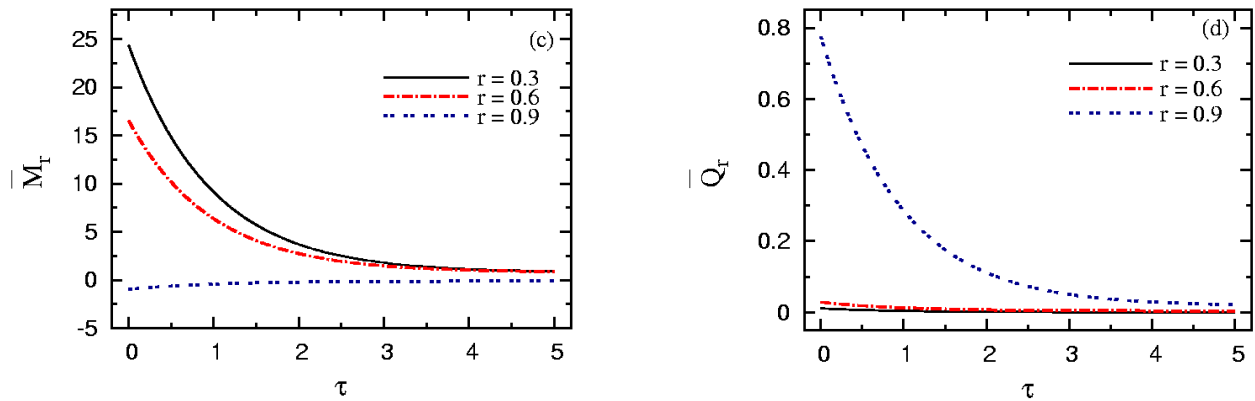 (c)
25
20
15
10
5
0
-5
r = 0.3
r = 0.6
r = 0.9
M̅r
0 1 2 3 4 5
τ
(d)
0.8
0.6
0.4
0.2
0
r = 0.3
r = 0.6
r = 0.9
Q̅r
0 1 2 3 4 5
τ